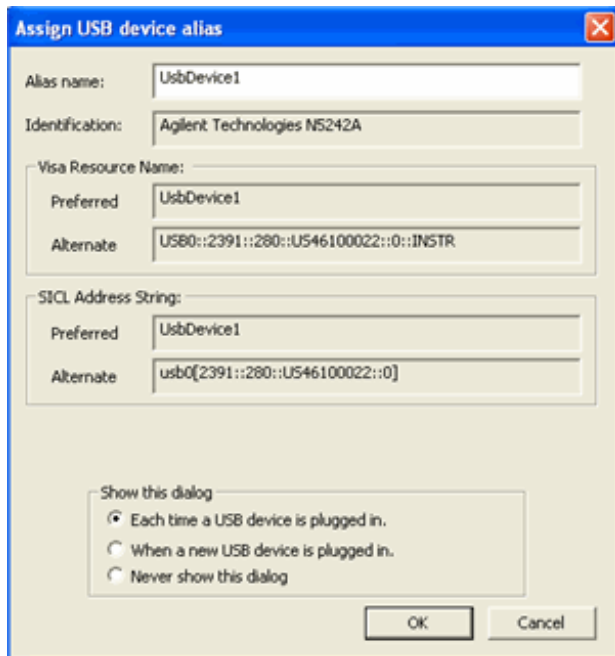 Assign USB device alias
Alias name: UsbDevice1
Identification: Agilent Technologies N5242A
Visa Resource Name:
Preferred UsbDevice1
Alternate USB0::2391::280::US46100022::0::INSTR
SICL Address String:
Preferred UsbDevice1
Alternate usb0[2391::280::US46100022::0]
Show this dialog
Each time a USB device is plugged in.
When a new USB device is plugged in.
Never show this dialog
OK Cancel